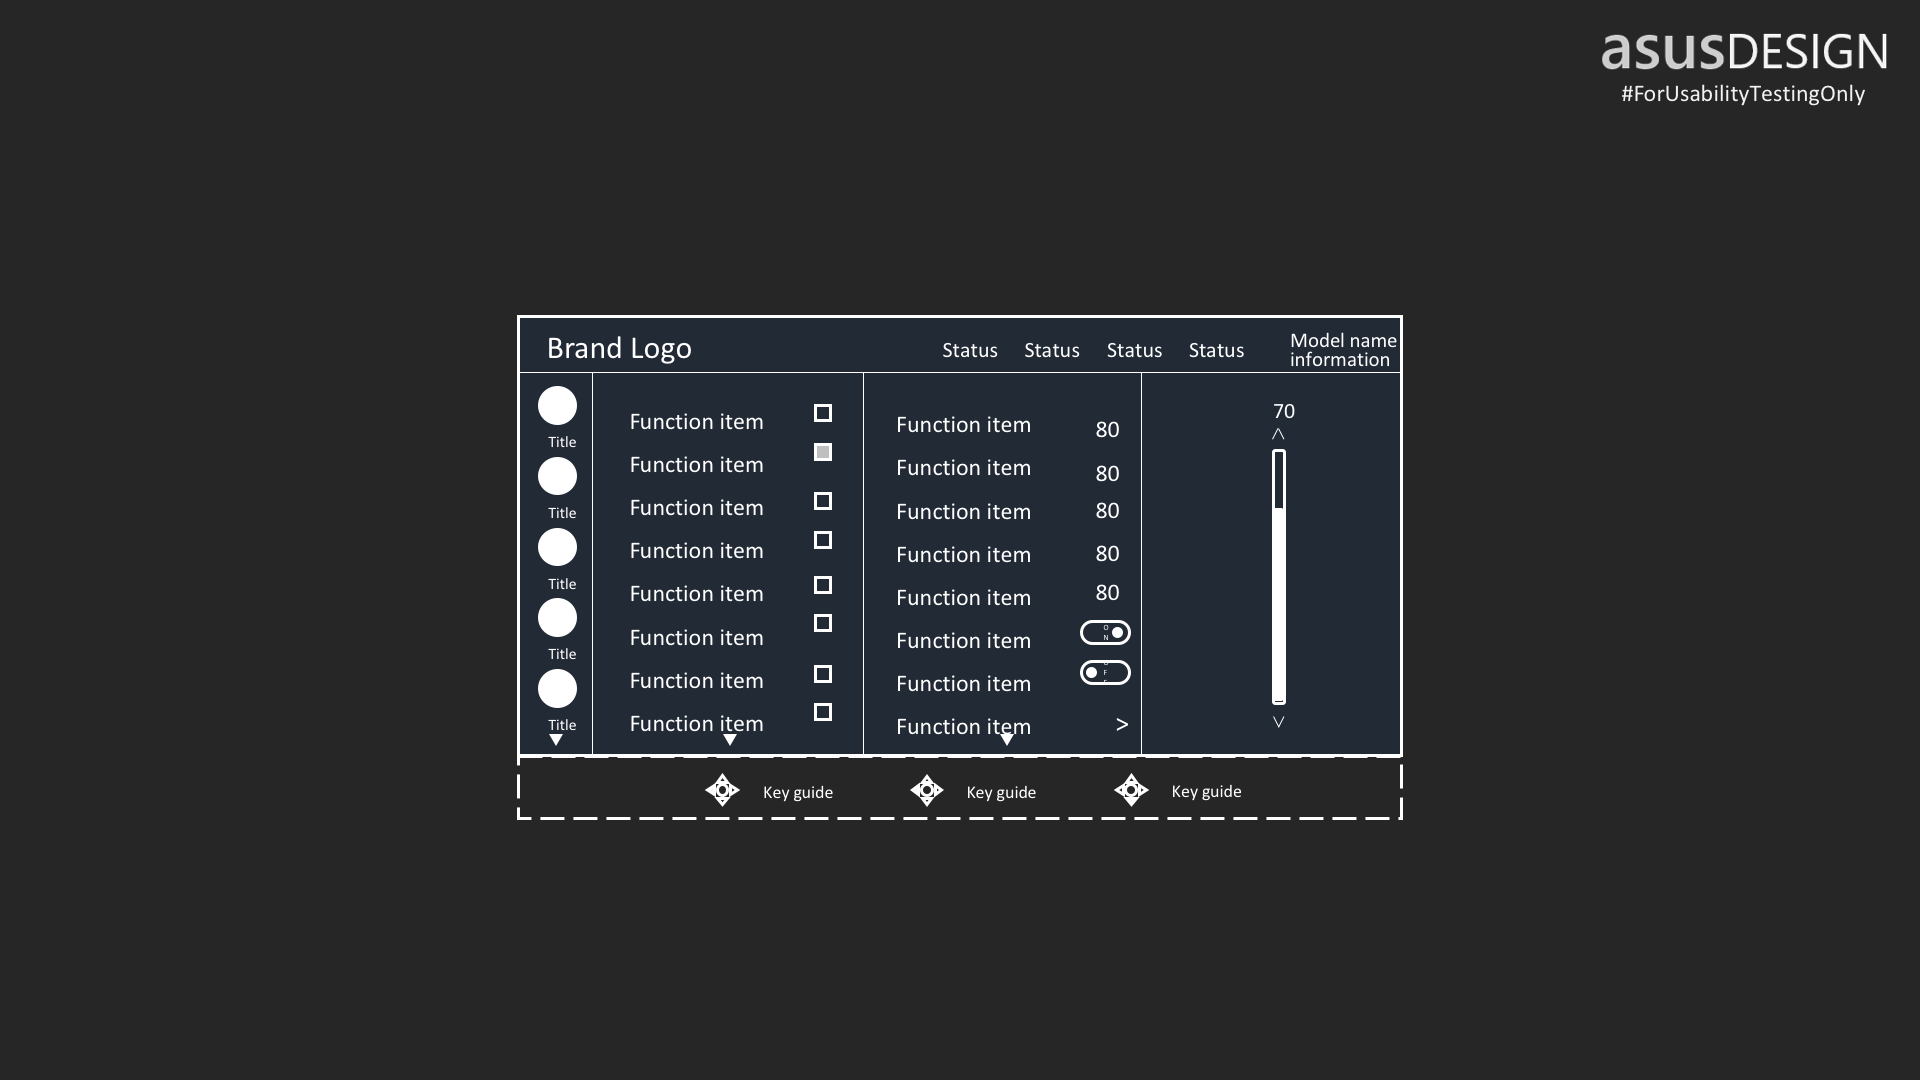 asusDESIGN
#ForUsabilityTestingOnly
Brand Logo
Status Status Status Status
Model name
information
Title
Title
Title
Title
Title
Function item
Function item
Function item
Function item
Function item
Function item
Function item
Function item
Function item 80
Function item 80
Function item 80
Function item 80
Function item 80
Function item ON
Function item
Function item >
70
Key guide Key guide Key guide